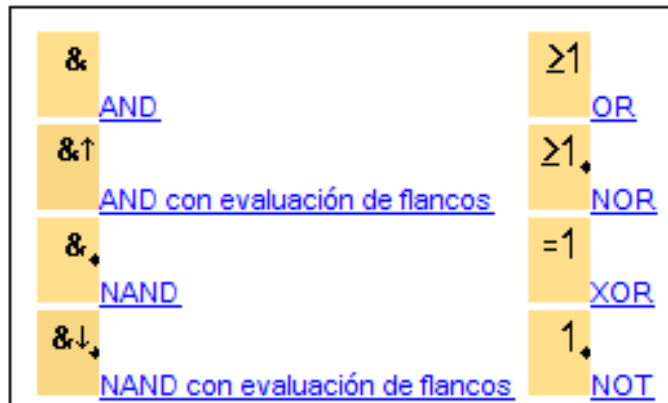 & ≥1
AND OR
&↑ ≥1
AND con evaluación de flancos NOR
& =1
NAND XOR
&↓ 1
NAND con evaluación de flancos NOT